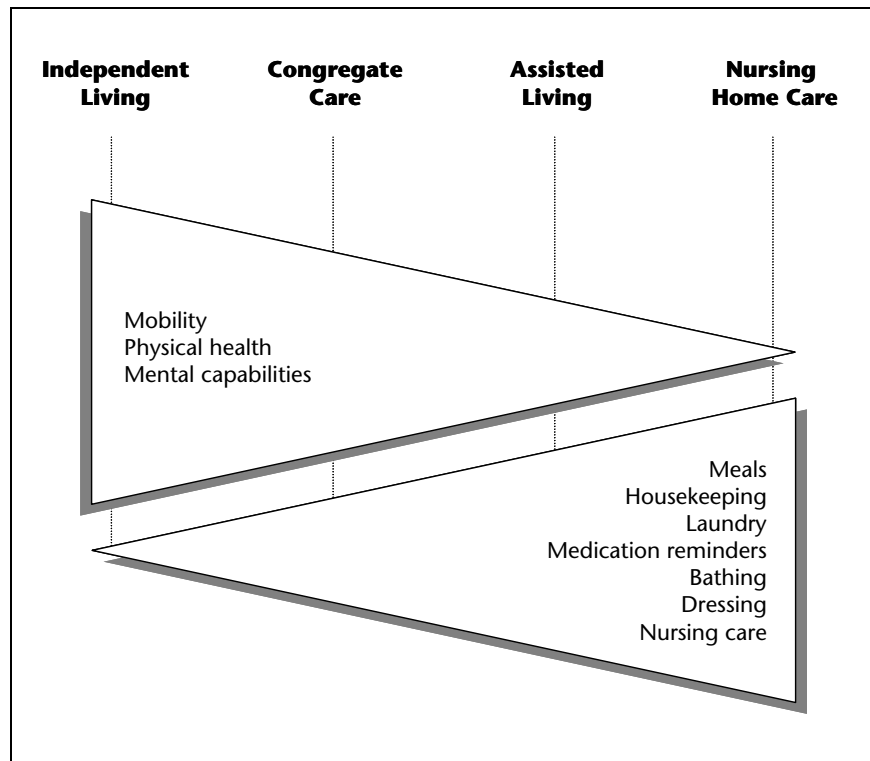 Independent
Living
Congregate
Care
Assisted
Living
Nursing
Home Care
Mobility
Physical health
Mental capabilities
Meals
Housekeeping
Laundry
Medication reminders
Bathing
Dressing
Nursing care